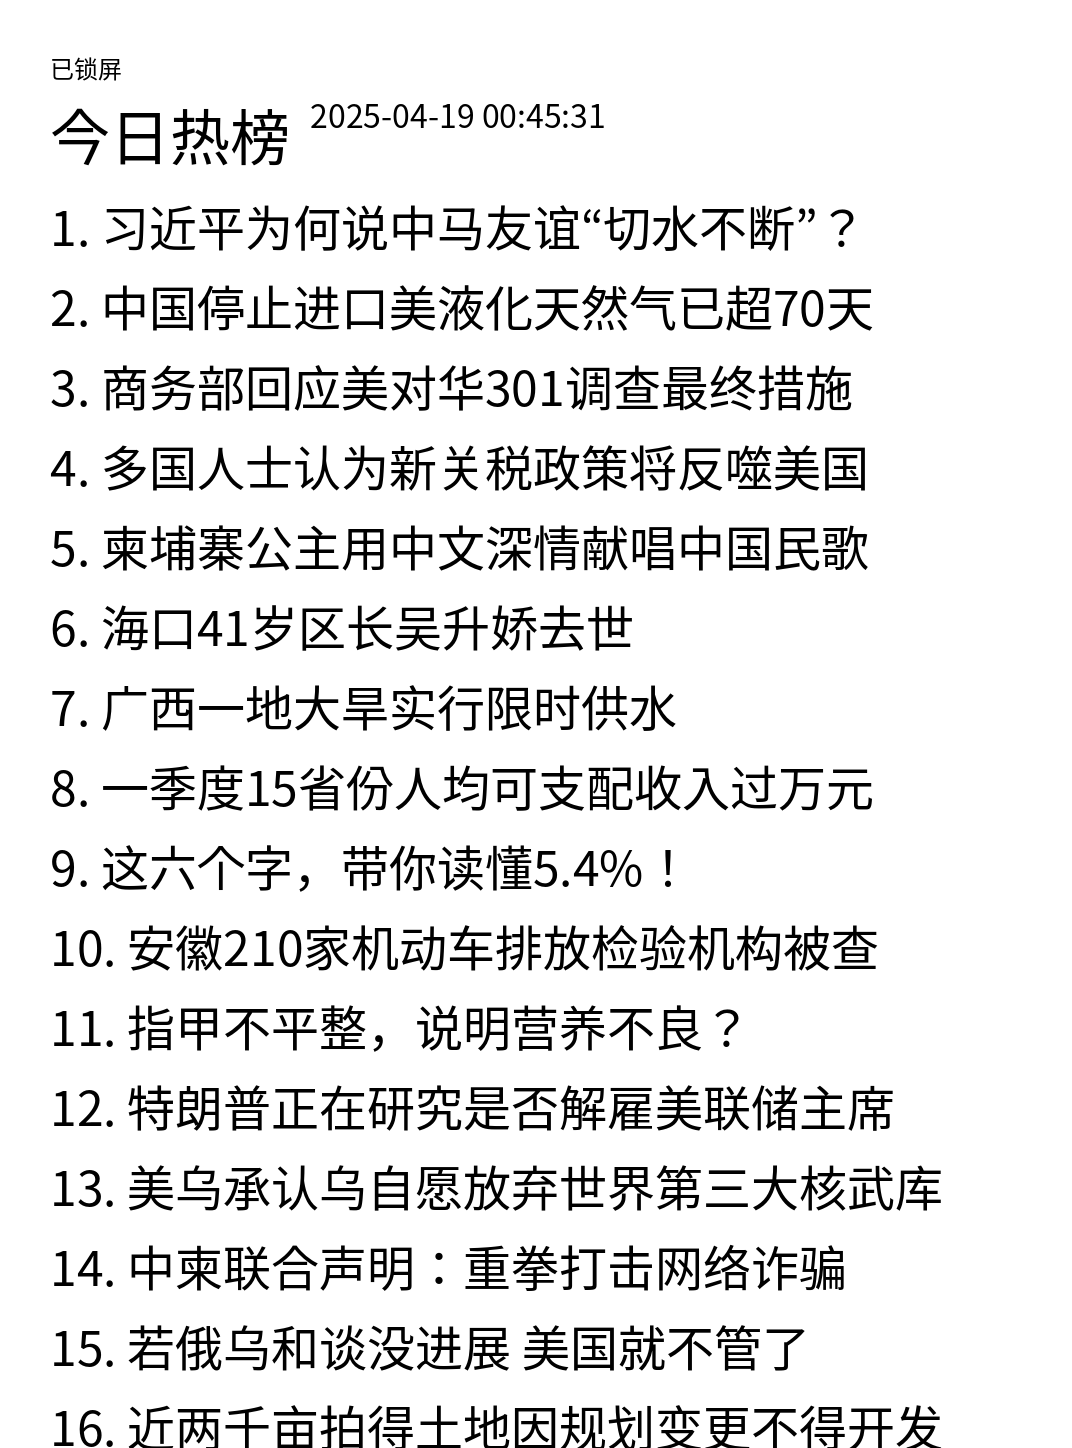 已锁屏
今日热榜 2025-04-19 00:45:31
1. 习近平为何说中马友谊“切水不断”？
2. 中国停止进口美液化天然气已超70天
3. 商务部回应美对华301调查最终措施
4. 多国人士认为新关税政策将反噬美国
5. 柬埔寨公主用中文深情献唱中国民歌
6. 海口41岁区长吴升娇去世
7. 广西一地大旱实行限时供水
8. 一季度15省份人均可支配收入过万元
9. 这六个字，带你读懂5.4%！
10. 安徽210家机动车排放检验机构被查
11. 指甲不平整，说明营养不良？
12. 特朗普正在研究是否解雇美联储主席
13. 美乌承认乌自愿放弃世界第三大核武库
14. 中柬联合声明：重拳打击网络诈骗
15. 若俄乌和谈没进展 美国就不管了
16. 近两千亩拍得土地因规划变更不得开发